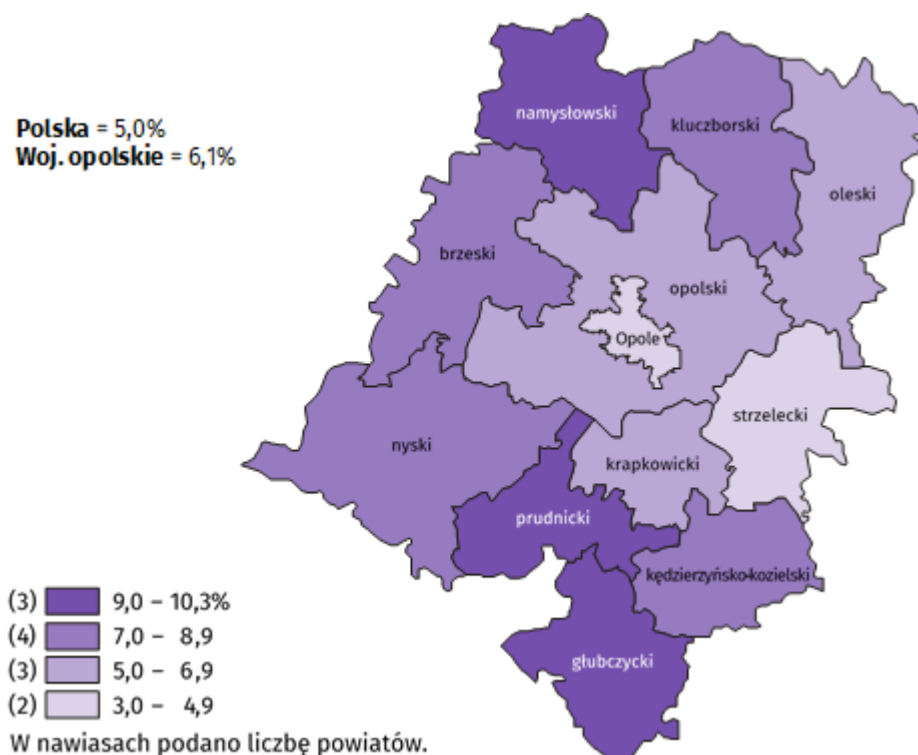 Polska = 5,0%
Woj. opolskie = 6,1%
namysłowski
kluczborski
oleski
brzeski
opolski
Opole
strzelecki
nyski
krapkowicki
prudnicki
kędzierzyńsko-kozielski
głubczycki
(3) 9,0 – 10,3%
(4) 7,0 – 8,9
(3) 5,0 – 6,9
(2) 3,0 – 4,9
W nawiasach podano liczbę powiatów.